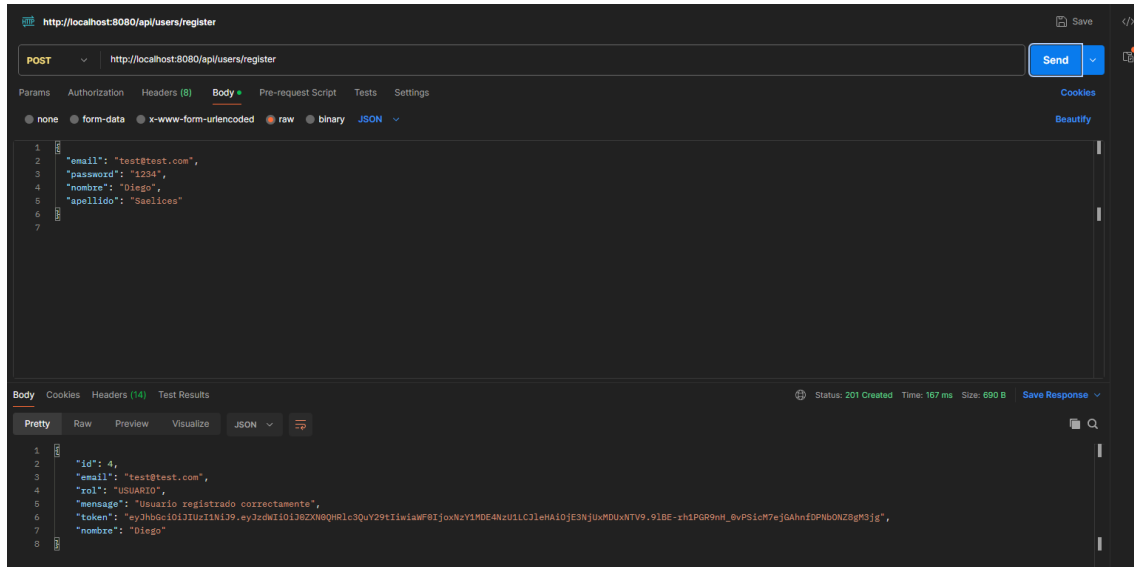 HTTP http://localhost:8080/api/users/register Save </>
POST http://localhost:8080/api/users/register Send
Params Authorization Headers (8) Body Pre-request Script Tests Settings Cookies
none form-data x-www-form-urlencoded raw binary JSON Beautify
1 {
2 "email": "test@test.com",
3 "password": "1234",
4 "nombre": "Diego",
5 "apellido": "Saelices"
6 }
7
Body Cookies Headers (14) Test Results Status: 201 Created Time: 167 ms Size: 690 B Save Response
Pretty Raw Preview Visualize JSON
1 {
2 "id": 4,
3 "email": "test@test.com",
4 "rol": "USUARIO",
5 "mensage": "Usuario registrado correctamente",
6 "token": "eyJhbGciOiJIUzI1NiJ9.eyJzdWIiOiJ0ZXN0QHRlc3QuY29tIiwiaWF0IjoxNzY1MDE4NzU1LCJleHAiOjE3NjUxMDUxNTV9.9lBE-rh1PGR9nH_0vPSicM7ejGAhnfDPNbONZ8gM3jg",
7 "nombre": "Diego"
8 }